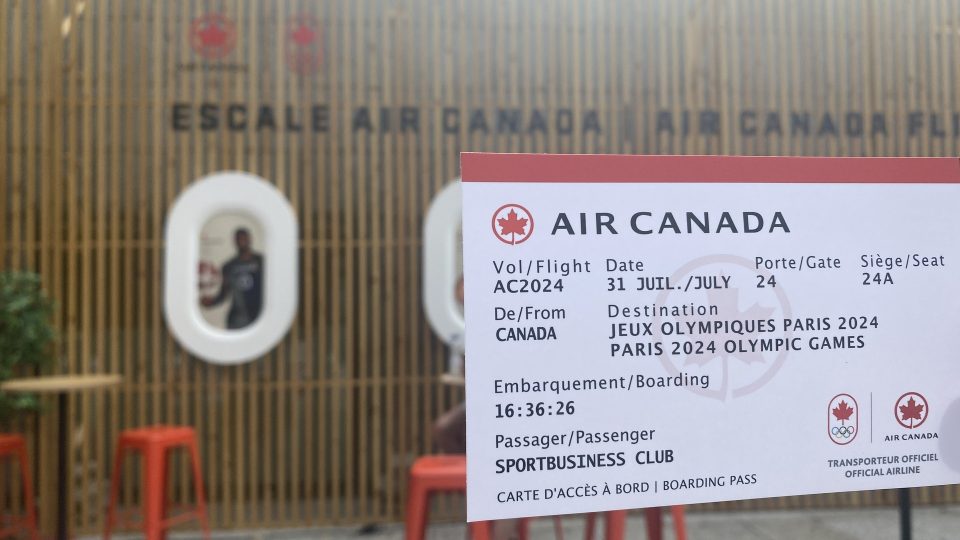 ESCALE AIR CANADA | AIR CANADA FLI
AIR CANADA
Vol/Flight Date Porte/Gate Siège/Seat
AC2024 31 JUIL./JULY 24 24A
De/From Destination
CANADA JEUX OLYMPIQUES PARIS 2024
PARIS 2024 OLYMPIC GAMES
Embarquement/Boarding
16:36:26
Passager/Passenger
SPORTBUSINESS CLUB
CARTE D'ACCÈS À BORD | BOARDING PASS
AIR CANADA
TRANSPORTEUR OFFICIEL
OFFICIAL AIRLINE